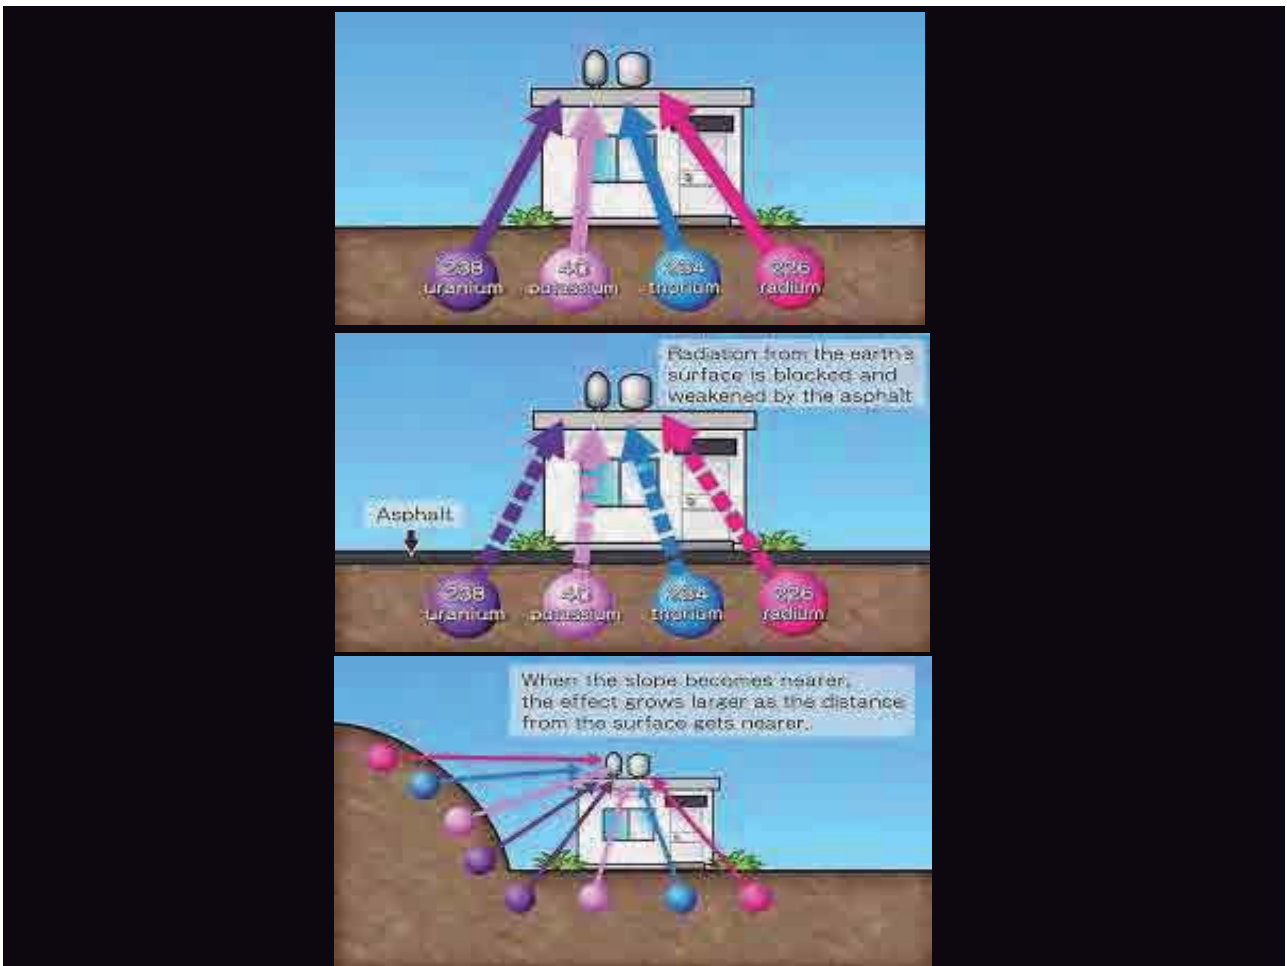 238
uranium
40
potassium
234
thorium
226
radium
Radiation from the earth's
surface is blocked and
weakened by the asphalt
Asphalt
238
uranium
40
potassium
234
thorium
226
radium
When the slope becomes nearer,
the effect grows larger as the distance
from the surface gets nearer.